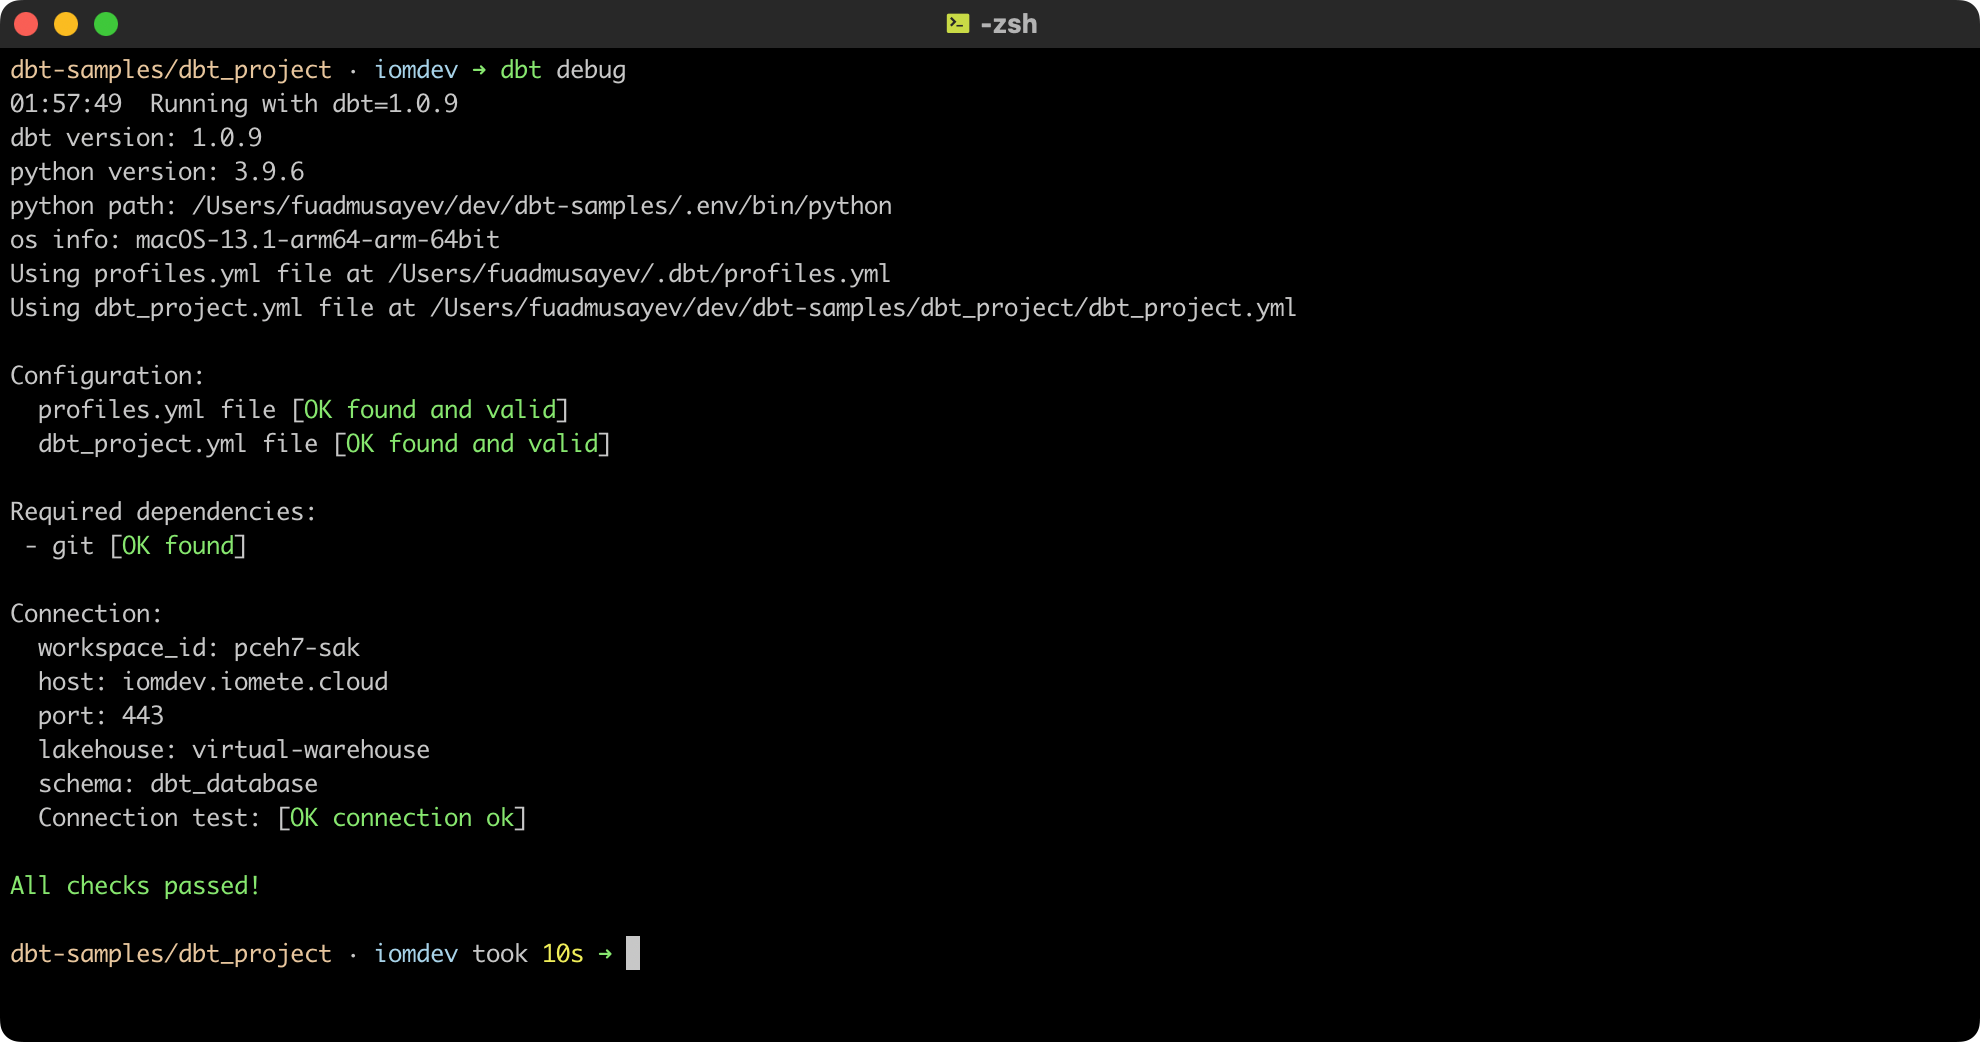 -zsh
dbt-samples/dbt_project · iomdev ➜ dbt debug
01:57:49  Running with dbt=1.0.9
dbt version: 1.0.9
python version: 3.9.6
python path: /Users/fuadmusayev/dev/dbt-samples/.env/bin/python
os info: macOS-13.1-arm64-arm-64bit
Using profiles.yml file at /Users/fuadmusayev/.dbt/profiles.yml
Using dbt_project.yml file at /Users/fuadmusayev/dev/dbt-samples/dbt_project/dbt_project.yml
Configuration:
  profiles.yml file [OK found and valid]
  dbt_project.yml file [OK found and valid]
Required dependencies:
 - git [OK found]
Connection:
  workspace_id: pceh7-sak
  host: iomdev.iomete.cloud
  port: 443
  lakehouse: virtual-warehouse
  schema: dbt_database
  Connection test: [OK connection ok]
All checks passed!
dbt-samples/dbt_project · iomdev took 10s ➜